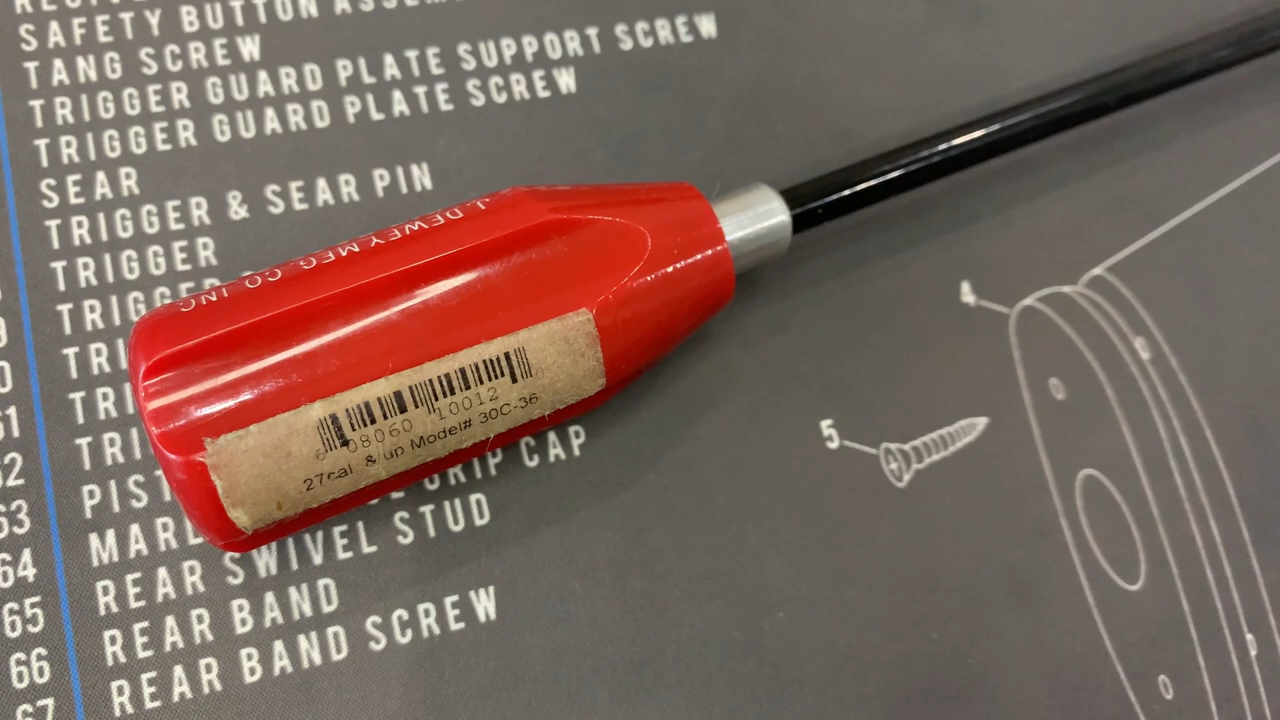 SAFETY BUTTON
TANG SCREW
TRIGGER GUARD PLATE SUPPORT SCREW
TRIGGER GUARD PLATE SCREW
SEAR
TRIGGER & SEAR PIN
TRIGGER
J. DEWEY MFG. CO. INC.
08060 10012
27cal & up Model# 30C-36
GRIP CAP
REAR SWIVEL STUD
REAR BAND
REAR BAND SCREW
63
64
65
66
67
4
5